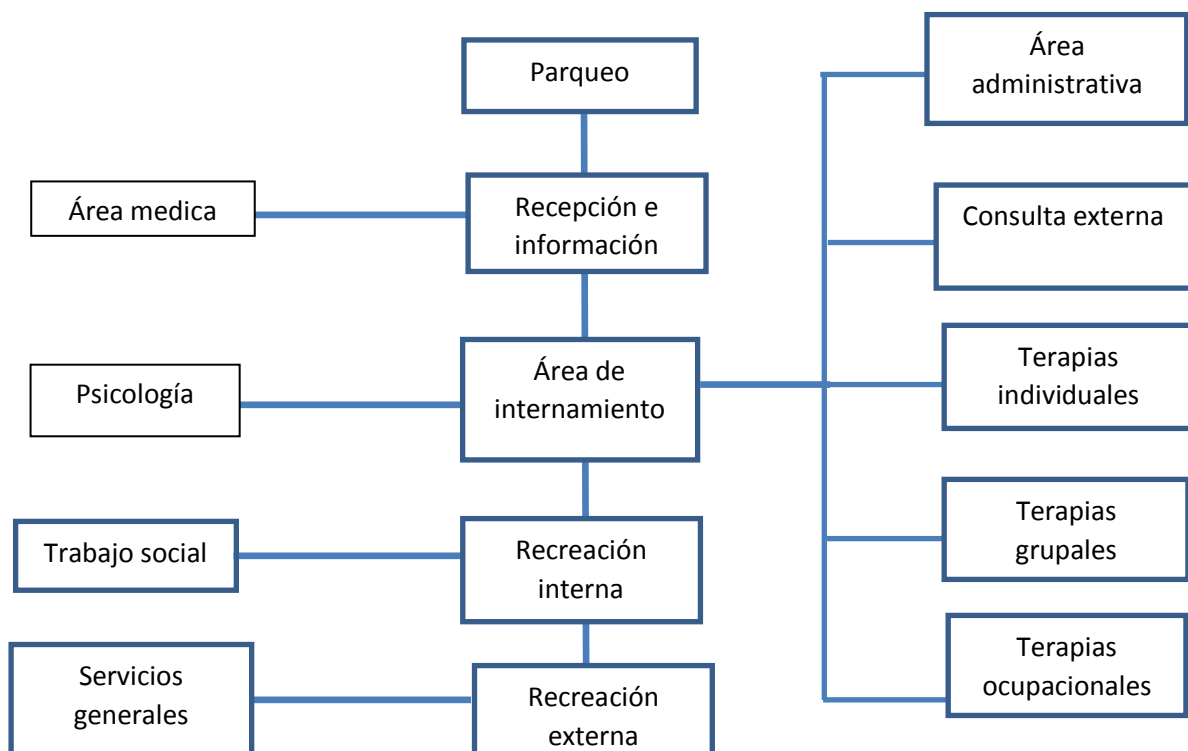 Parqueo
Área
administrativa
Área medica
Recepción e
información
Consulta externa
Psicología
Área de
internamiento
Terapias
individuales
Trabajo social
Recreación
interna
Terapias
grupales
Servicios
generales
Recreación
externa
Terapias
ocupacionales